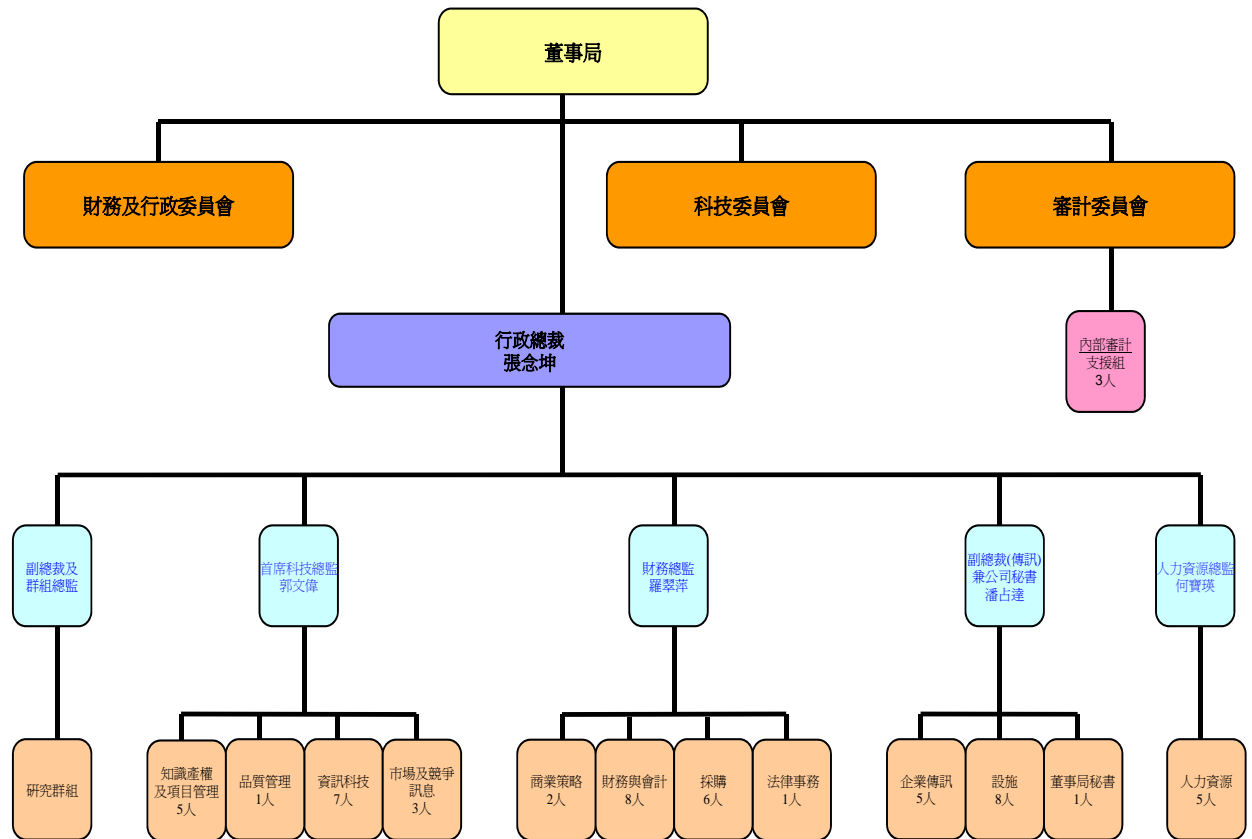 董事局
財務及行政委員會
科技委員會
審計委員會
行政總裁
張念坤
內部審計
支援組
3人
副總裁及
群組總監
首席科技總監
郭文偉
財務總監
羅翠萍
副總裁(傳訊)
兼公司秘書
潘占達
人力資源總監
何寶瑛
研究群組
知識產權
及項目管理
5人
品質管理
1人
資訊科技
7人
市場及競爭
訊息
3人
商業策略
2人
財務與會計
8人
採購
6人
法律事務
1人
企業傳訊
5人
設施
8人
董事局秘書
1人
人力資源
5人